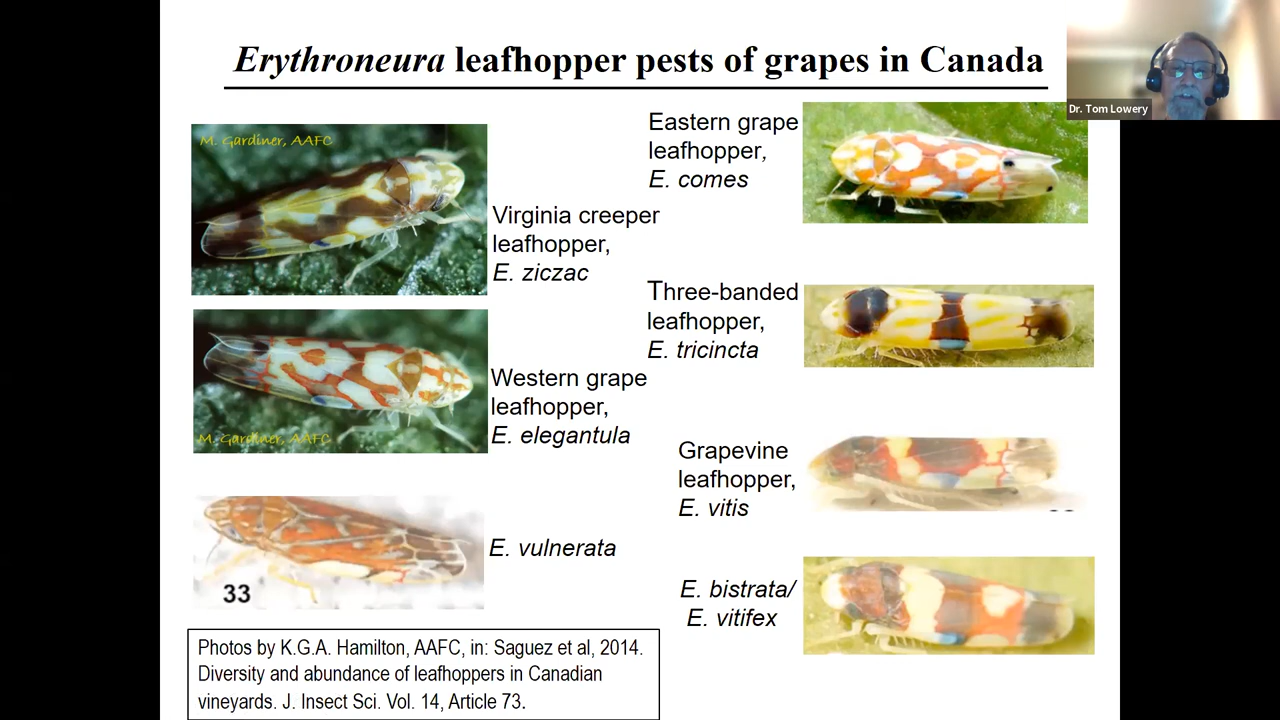 Erythroneura leafhopper pests of grapes in Canada
Dr. Tom Lowery
M. Gardiner, AAFC
Virginia creeper
leafhopper,
E. ziczac
M. Gardiner, AAFC
Western grape
leafhopper,
E. elegantula
33
E. vulnerata
Eastern grape
leafhopper,
E. comes
Three-banded
leafhopper,
E. tricincta
Grapevine
leafhopper,
E. vitis
E. bistrata/
E. vitifex
Photos by K.G.A. Hamilton, AAFC, in: Saguez et al, 2014.
Diversity and abundance of leafhoppers in Canadian
vineyards. J. Insect Sci. Vol. 14, Article 73.